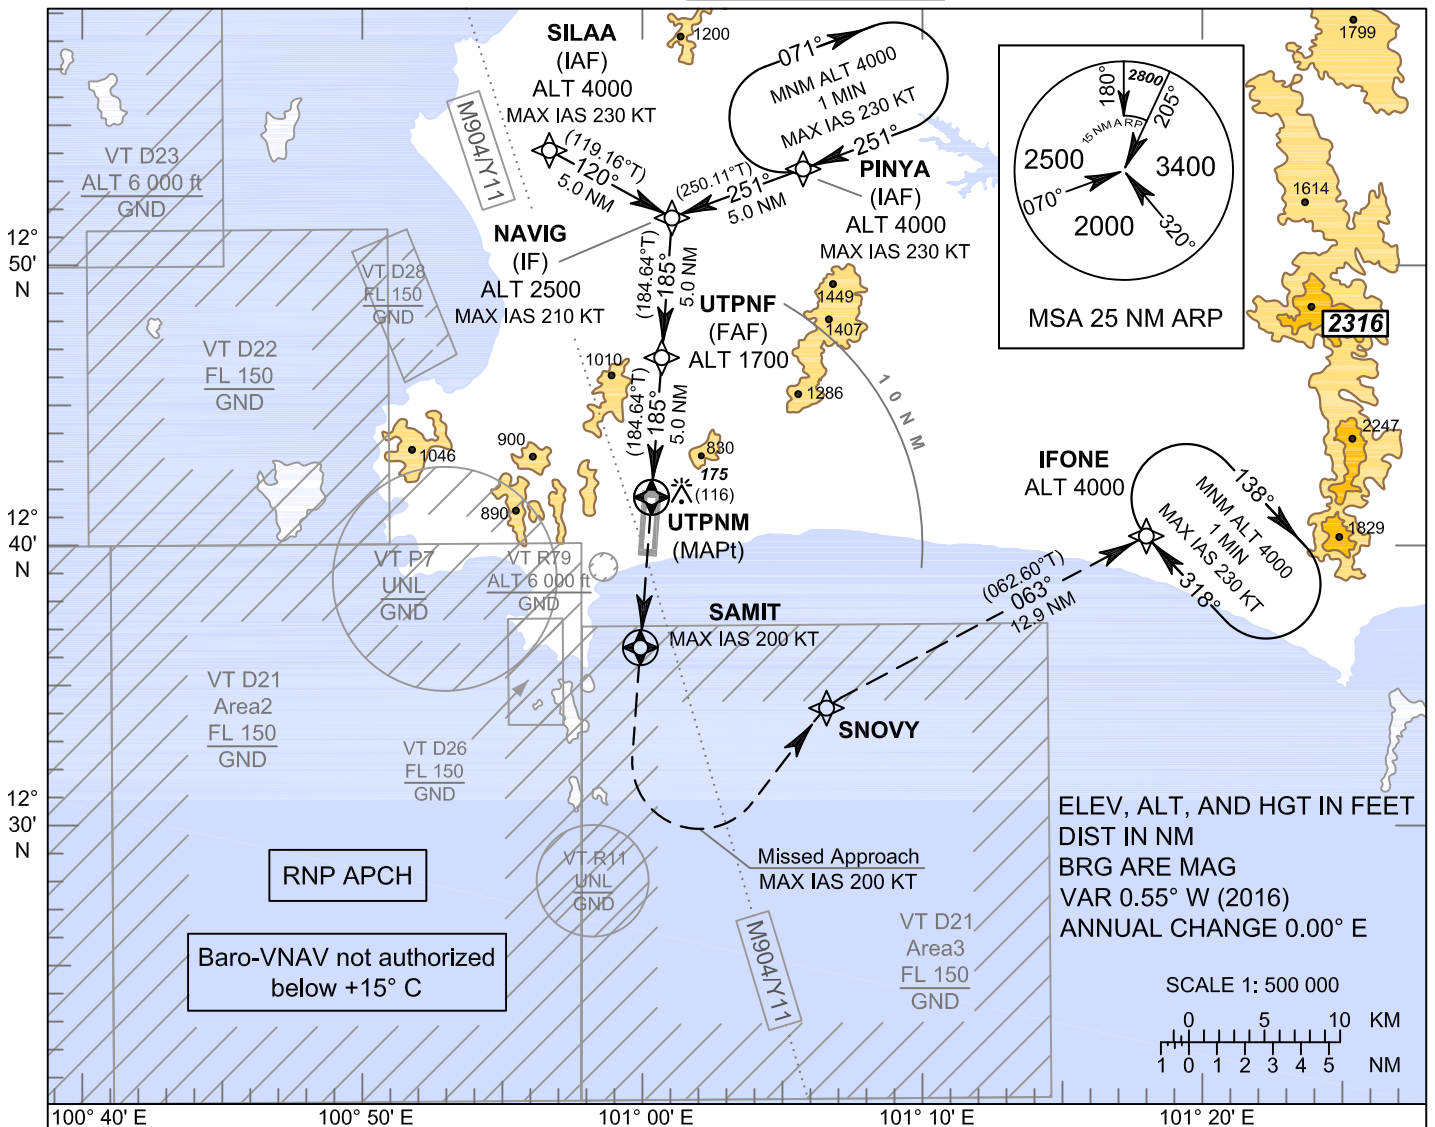 SILAA
(IAF)
ALT 4000
MAX IAS 230 KT
(119.16°T)
120°
5.0 NM
1200
071°
MNM ALT 4000
1 MIN
MAX IAS 230 KT
251°
PINYA
(IAF)
ALT 4000
MAX IAS 230 KT
(250.11°T)
251°
5.0 NM
M904/Y11
NAVIG
(IF)
ALT 2500
MAX IAS 210 KT
(184.64°T)
185°
5.0 NM
UTPNF
(FAF)
ALT 1700
(184.64°T)
185°
5.0 NM
1449
1407
1286
1010
830
175
(116)
UTPNM
(MAPt)
10 NM
180°
2800
205°
15 NM ARP
2500
3400
070°
2000
320°
MSA 25 NM ARP
1799
1614
2316
2247
1829
VT D23
ALT 6 000 ft
GND
VT D28
FL 150
GND
VT D22
FL 150
GND
1046
900
890
VT P7
UNL
GND
VT R79
ALT 6 000 ft
GND
IFONE
ALT 4000
138°
MNM ALT 4000
1 MIN
MAX IAS 230 KT
318°
(062.60°T)
063°
12.9 NM
SAMIT
MAX IAS 200 KT
SNOVY
VT D21
Area2
FL 150
GND
VT D26
FL 150
GND
VT R11
UNL
GND
Missed Approach
MAX IAS 200 KT
M904/Y11
VT D21
Area3
FL 150
GND
RNP APCH
Baro-VNAV not authorized
below +15° C
ELEV, ALT, AND HGT IN FEET
DIST IN NM
BRG ARE MAG
VAR 0.55° W (2016)
ANNUAL CHANGE 0.00° E
SCALE 1: 500 000
0 5 10 KM
1 0 1 2 3 4 5 NM
12°
50'
N
12°
40'
N
12°
30'
N
100° 40' E
100° 50' E
101° 00' E
101° 10' E
101° 20' E